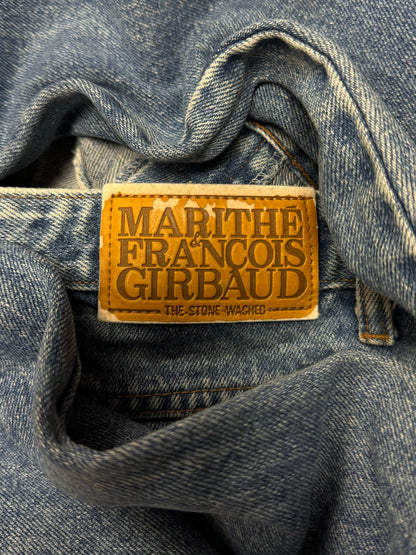 MARITHÉ
& FRANÇOIS
GIRBAUD
THE STONE WASHED